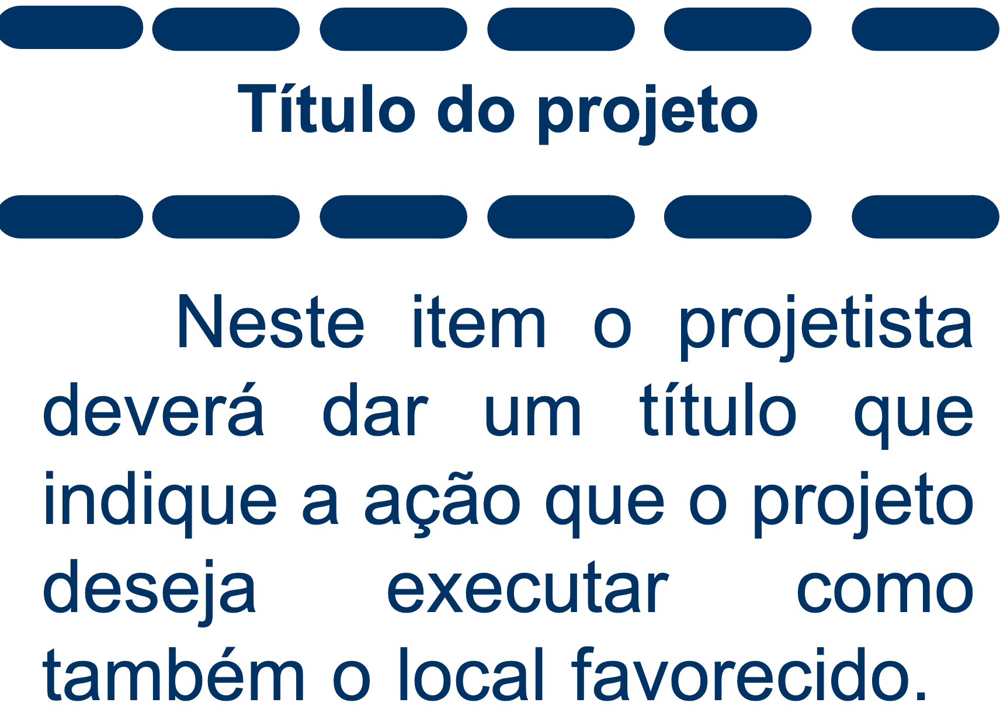 Título do projeto
Neste item o projetista
deverá dar um título que
indique a ação que o projeto
deseja executar como
também o local favorecido.